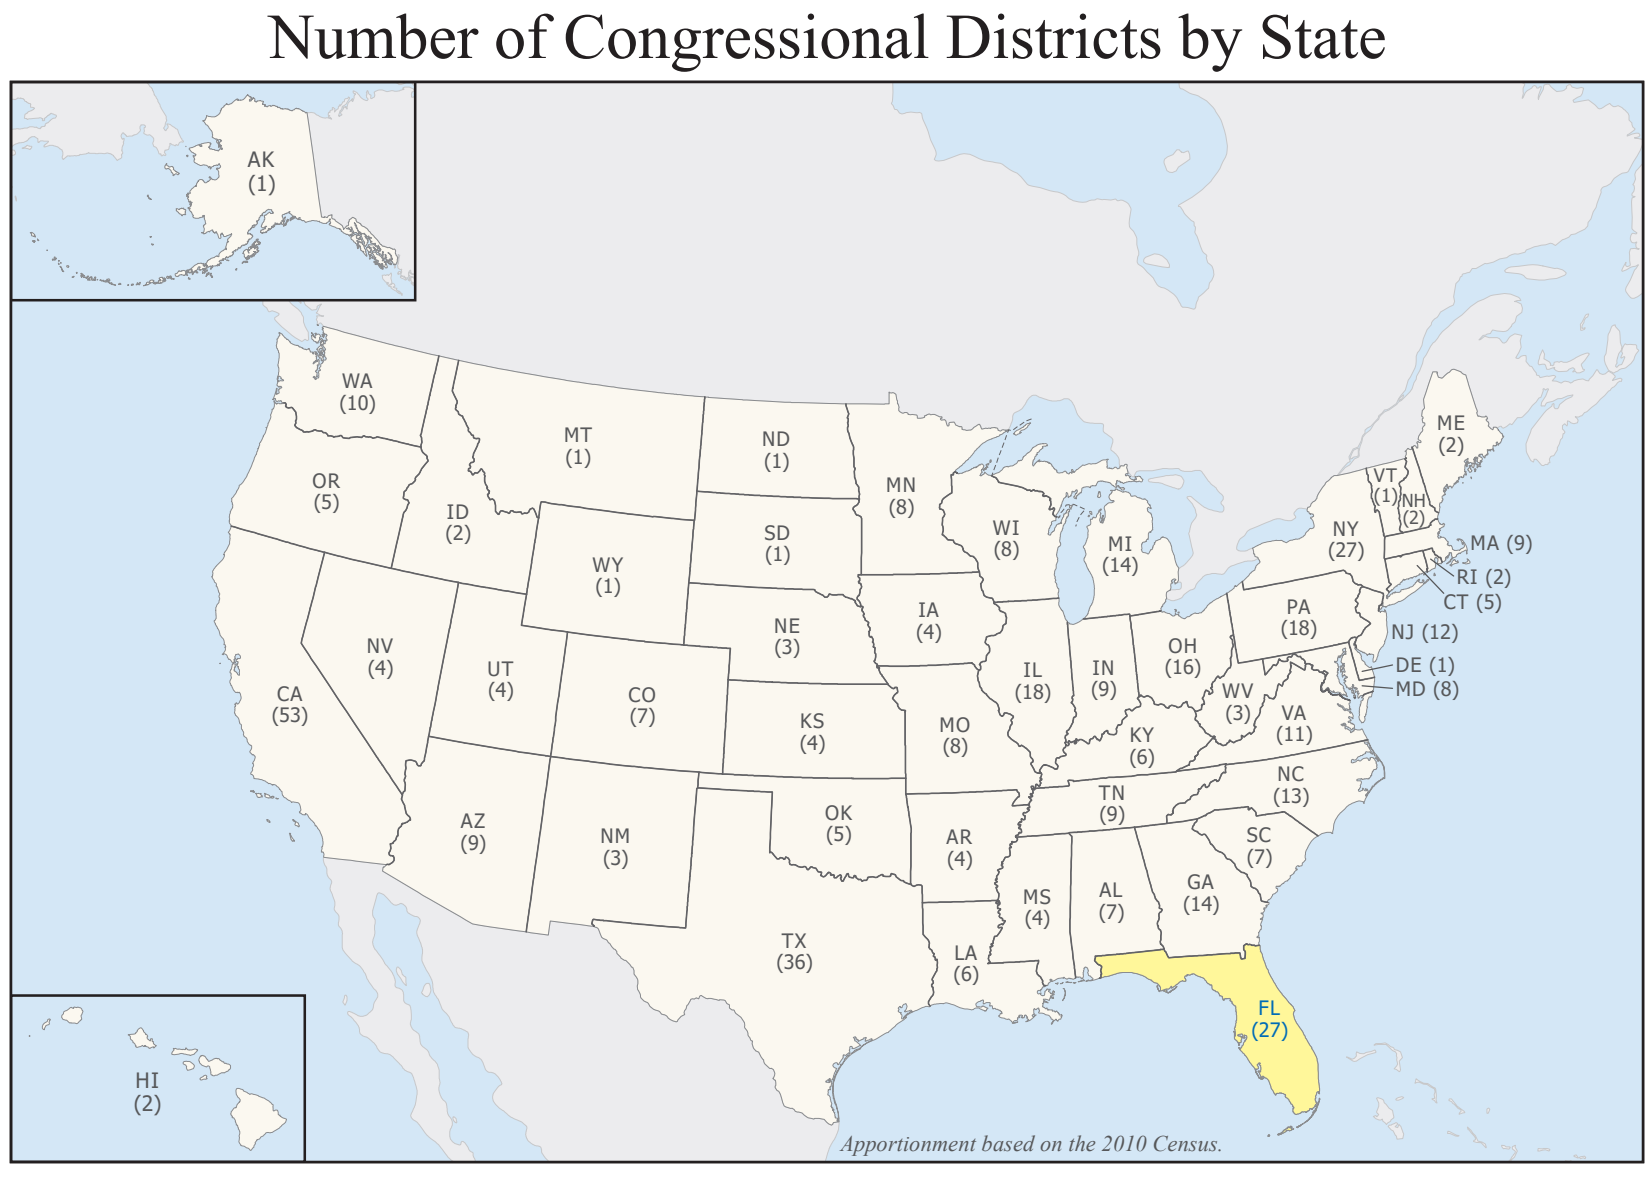 Number of Congressional Districts by State
AK
(1)
WA
(10)
MT
(1)
ND
(1)
MN
(8)
ME
(2)
VT
(1)
NH
(2)
OR
(5)
ID
(2)
WY
(1)
SD
(1)
WI
(8)
MI
(14)
NY
(27)
MA (9)
RI (2)
CT (5)
NJ (12)
DE (1)
MD (8)
CA
(53)
NV
(4)
UT
(4)
CO
(7)
NE
(3)
IA
(4)
IL
(18)
IN
(9)
OH
(16)
PA
(18)
WV
(3)
VA
(11)
KS
(4)
MO
(8)
KY
(6)
NC
(13)
TN
(9)
SC
(7)
AZ
(9)
NM
(3)
OK
(5)
AR
(4)
MS
(4)
AL
(7)
GA
(14)
TX
(36)
LA
(6)
FL
(27)
HI
(2)
Apportionment based on the 2010 Census.